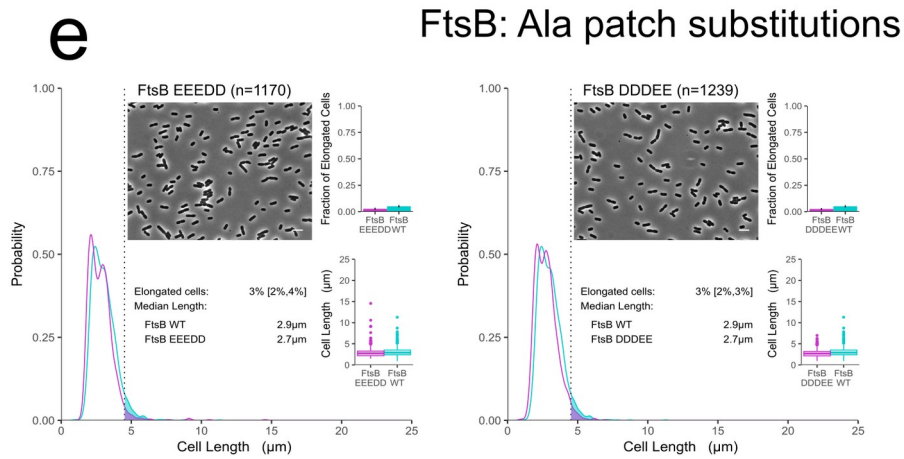 e
FtsB: Ala patch substitutions
FtsB EEEDD (n=1170)
1.00
0.75
0.50
0.25
0.00
Probability
0
5
10
15
20
25
Cell Length (µm)
Elongated cells: 3% [2%,4%]
Median Length:
FtsB WT 2.9µm
FtsB EEEDD 2.7µm
Fraction of Elongated Cells
1.00
0.75
0.50
0.25
0.00
FtsB FtsB
EEEDD WT
Cell Length (µm)
25
20
15
10
5
0
FtsB FtsB
EEEDD WT
FtsB DDDEE (n=1239)
1.00
0.75
0.50
0.25
0.00
Probability
0
5
10
15
20
25
Cell Length (µm)
Elongated cells: 3% [2%,3%]
Median Length:
FtsB WT 2.9µm
FtsB DDDEE 2.7µm
Fraction of Elongated Cells
1.00
0.75
0.50
0.25
0.00
FtsB FtsB
DDDEE WT
Cell Length (µm)
25
20
15
10
5
0
FtsB FtsB
DDDEE WT